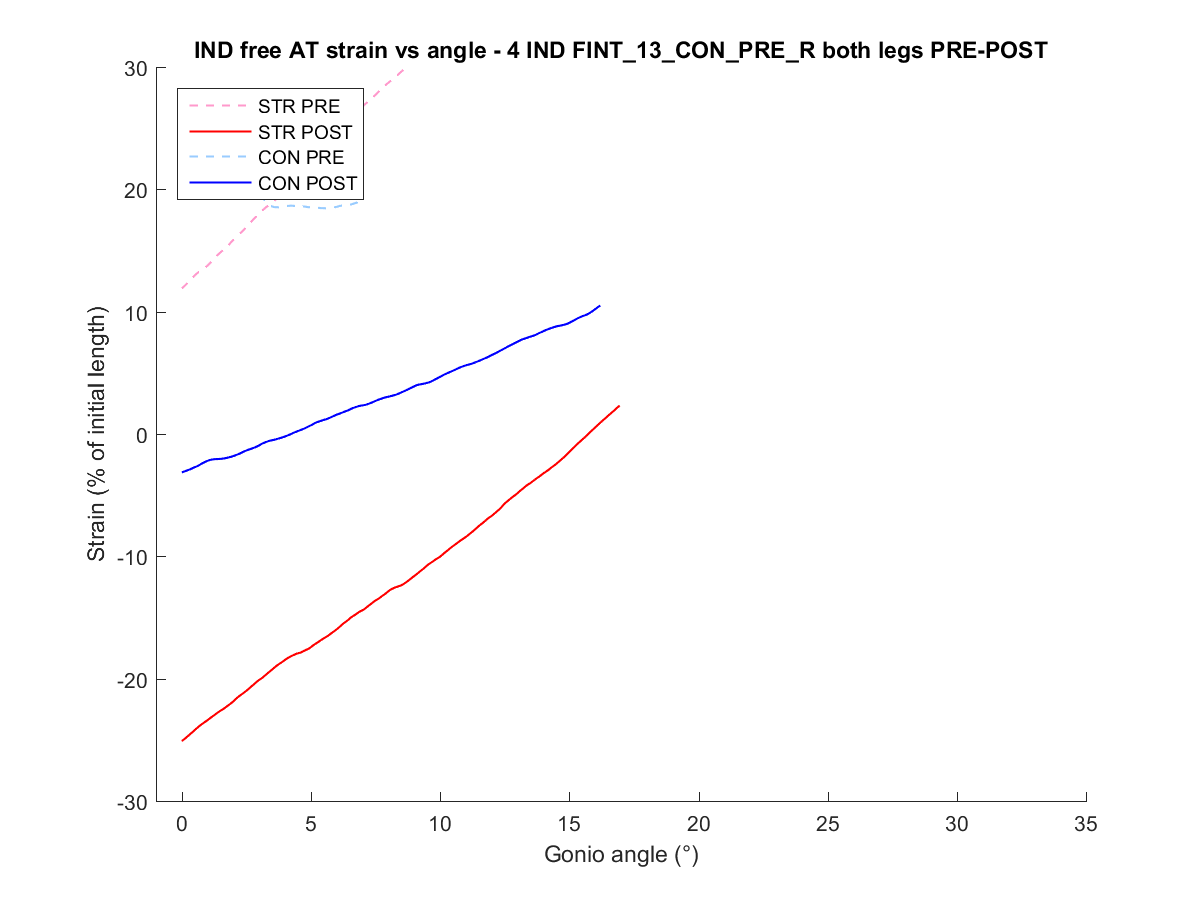 IND free AT strain vs angle - 4 IND FINT_13_CON_PRE_R both legs PRE-POST
30
STR PRE
STR POST
CON PRE
CON POST
20
10
0
-10
-20
-30
Strain (% of initial length)
0 5 10 15 20 25 30 35
Gonio angle (°)